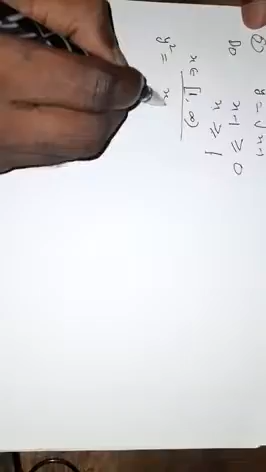 b) y = √x-1
Do x-1 ≥ 0
x ≥ 1
x ∈ [1, ∞)
y² = x